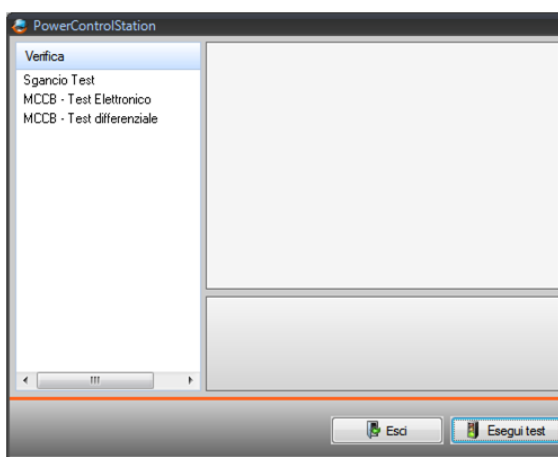 PowerControlStation
Verifica
Sgancio Test
MCCB - Test Elettronico
MCCB - Test differenziale
Esci
Esegui test